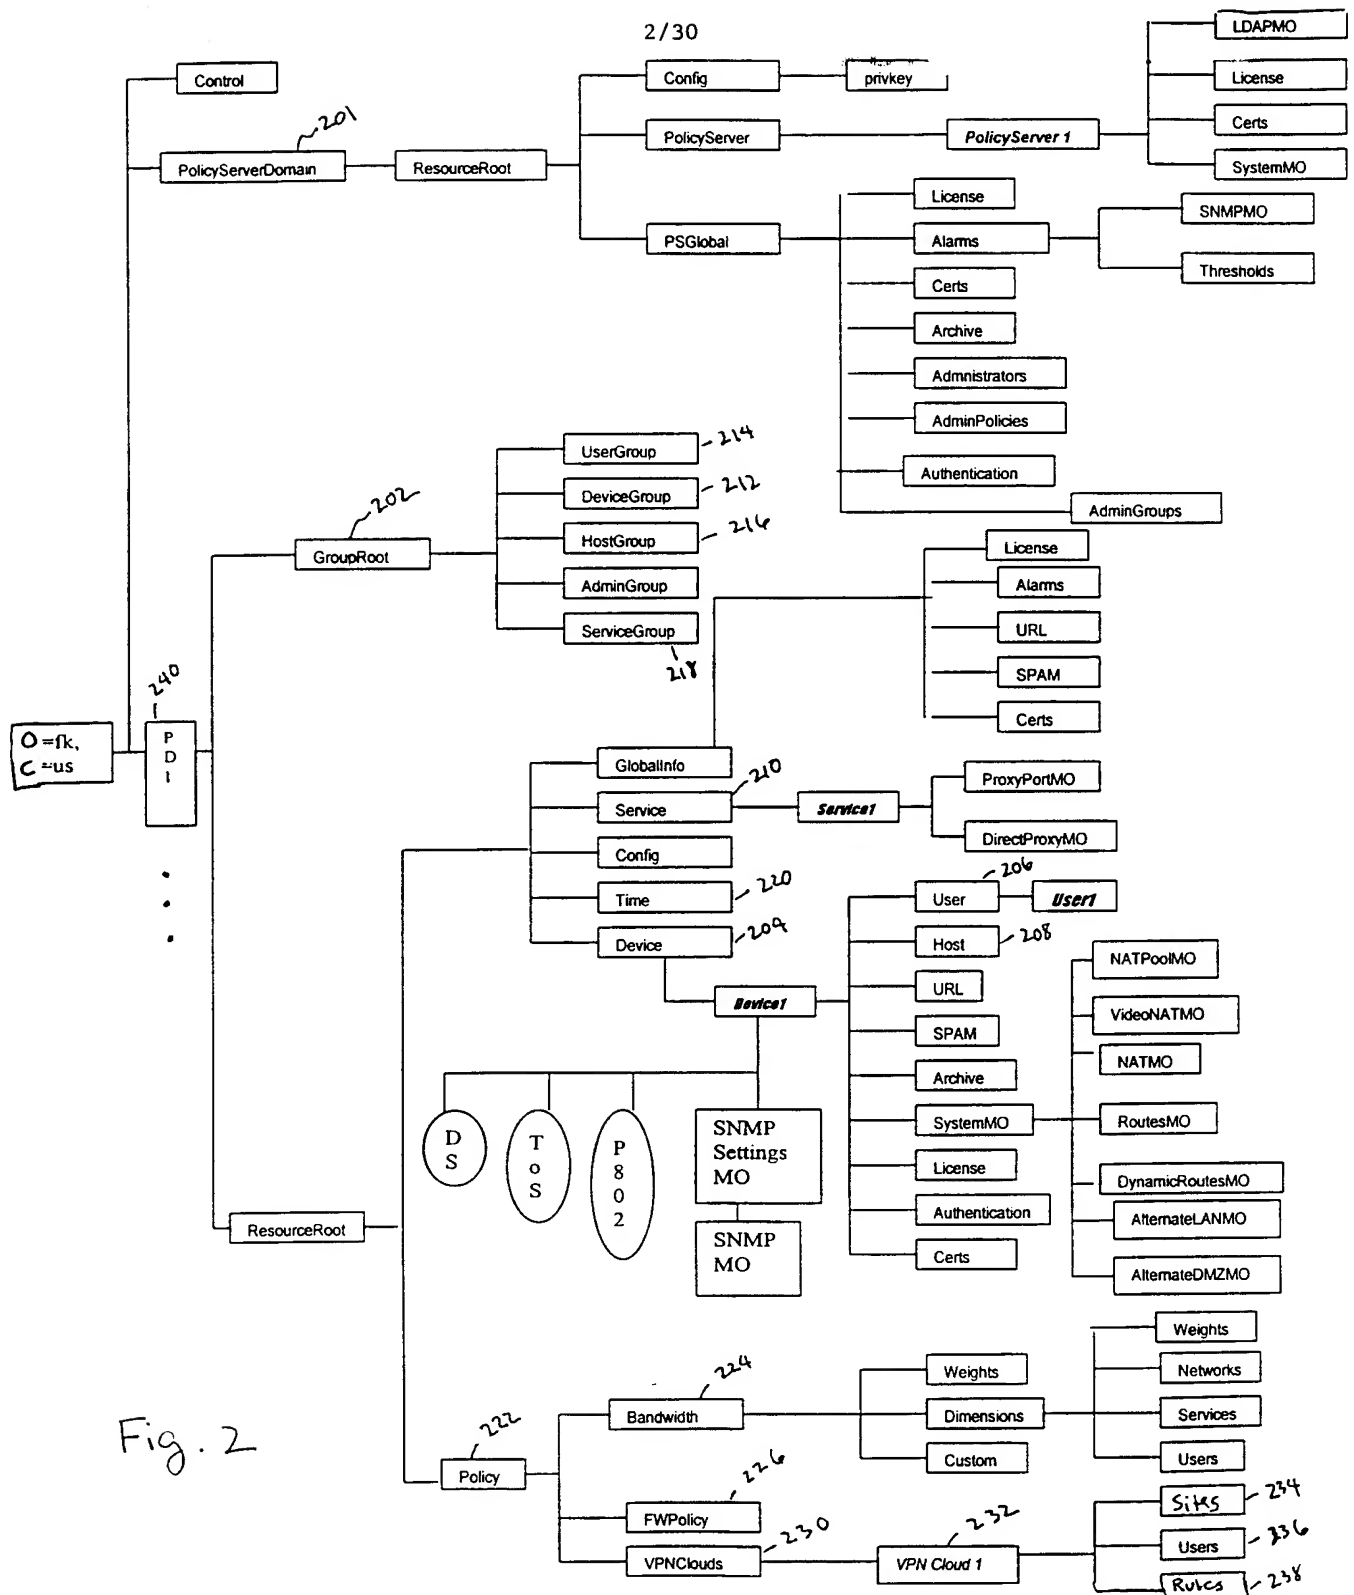 2/30
Control
201
PolicyServerDomain
ResourceRoot
Config
privkey
PolicyServer
PolicyServer 1
LDAPMO
License
Certs
SystemMO
PSGlobal
License
Alarms
SNMPMO
Thresholds
Certs
Archive
Admnistrators
AdminPolicies
Authentication
AdminGroups
202
GroupRoot
UserGroup
214
DeviceGroup
212
HostGroup
216
AdminGroup
ServiceGroup
218
License
Alarms
URL
SPAM
Certs
O=fk,
C=us
240
P
D
I
GlobalInfo
Service
210
Service1
ProxyPortMO
DirectProxyMO
Config
Time
220
Device
204
Device1
User
206
User1
Host
208
URL
SPAM
Archive
SystemMO
License
Authentication
Certs
NATPoolMO
VideoNATMO
NATMO
RoutesMO
DynamicRoutesMO
AlternateLANMO
AlternateDMZMO
D
S
T
o
S
P
8
0
2
SNMP
Settings
MO
SNMP
MO
ResourceRoot
222
Policy
224
Bandwidth
Weights
Dimensions
Custom
Weights
Networks
Services
Users
226
FWPolicy
230
VPNClouds
232
VPN Cloud 1
Sites
234
Users
236
Rules
238
Fig. 2